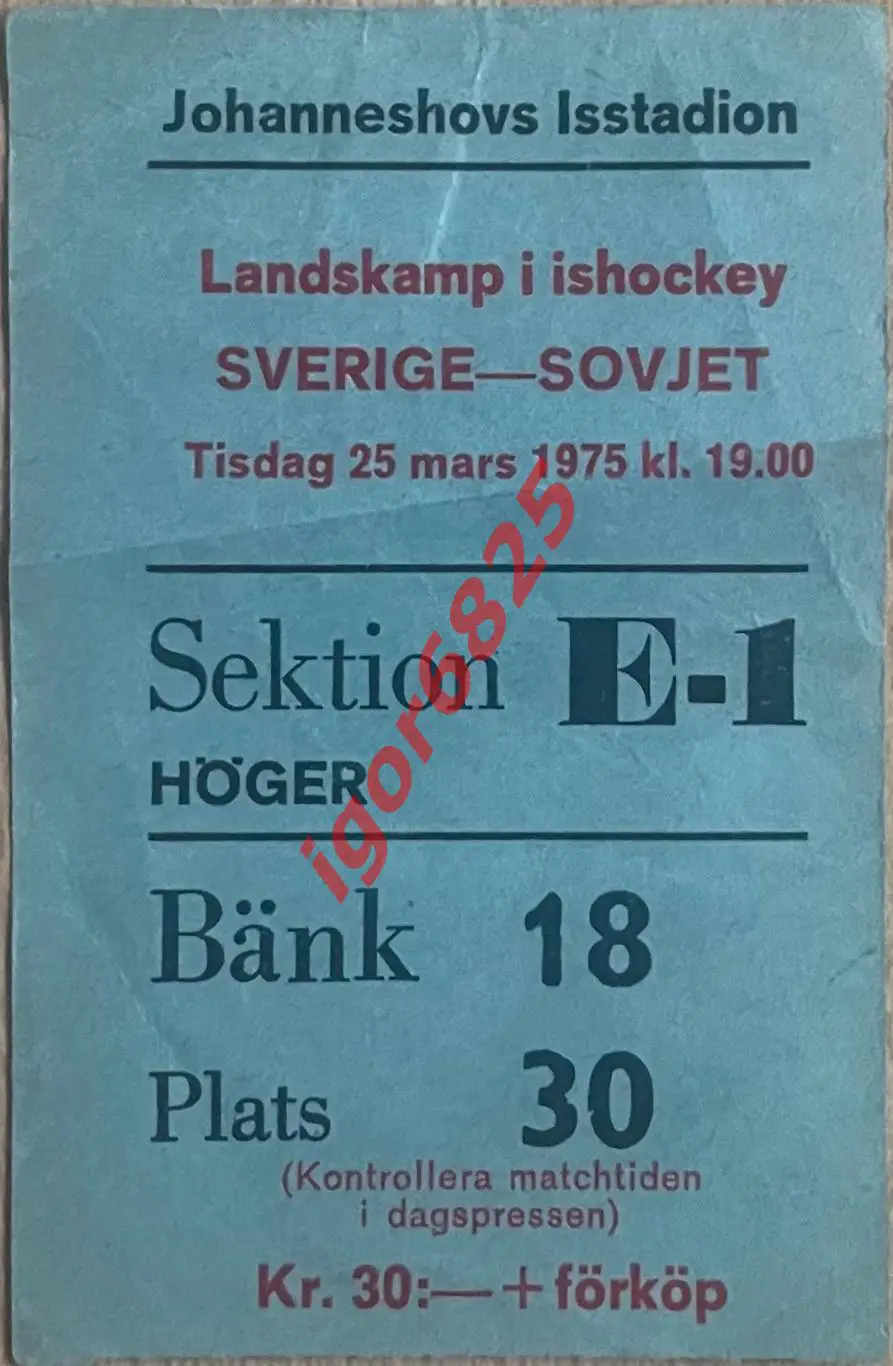 Johanneshovs Isstadion
Landskamp i ishockey
SVERIGE—SOVJET
Tisdag 25 mars 1975 kl. 19.00
Sektion E-1
HÖGER
Bänk 18
Plats 30
(Kontrollera matchtiden
i dagspressen)
Kr. 30:—+förköp
igor6825